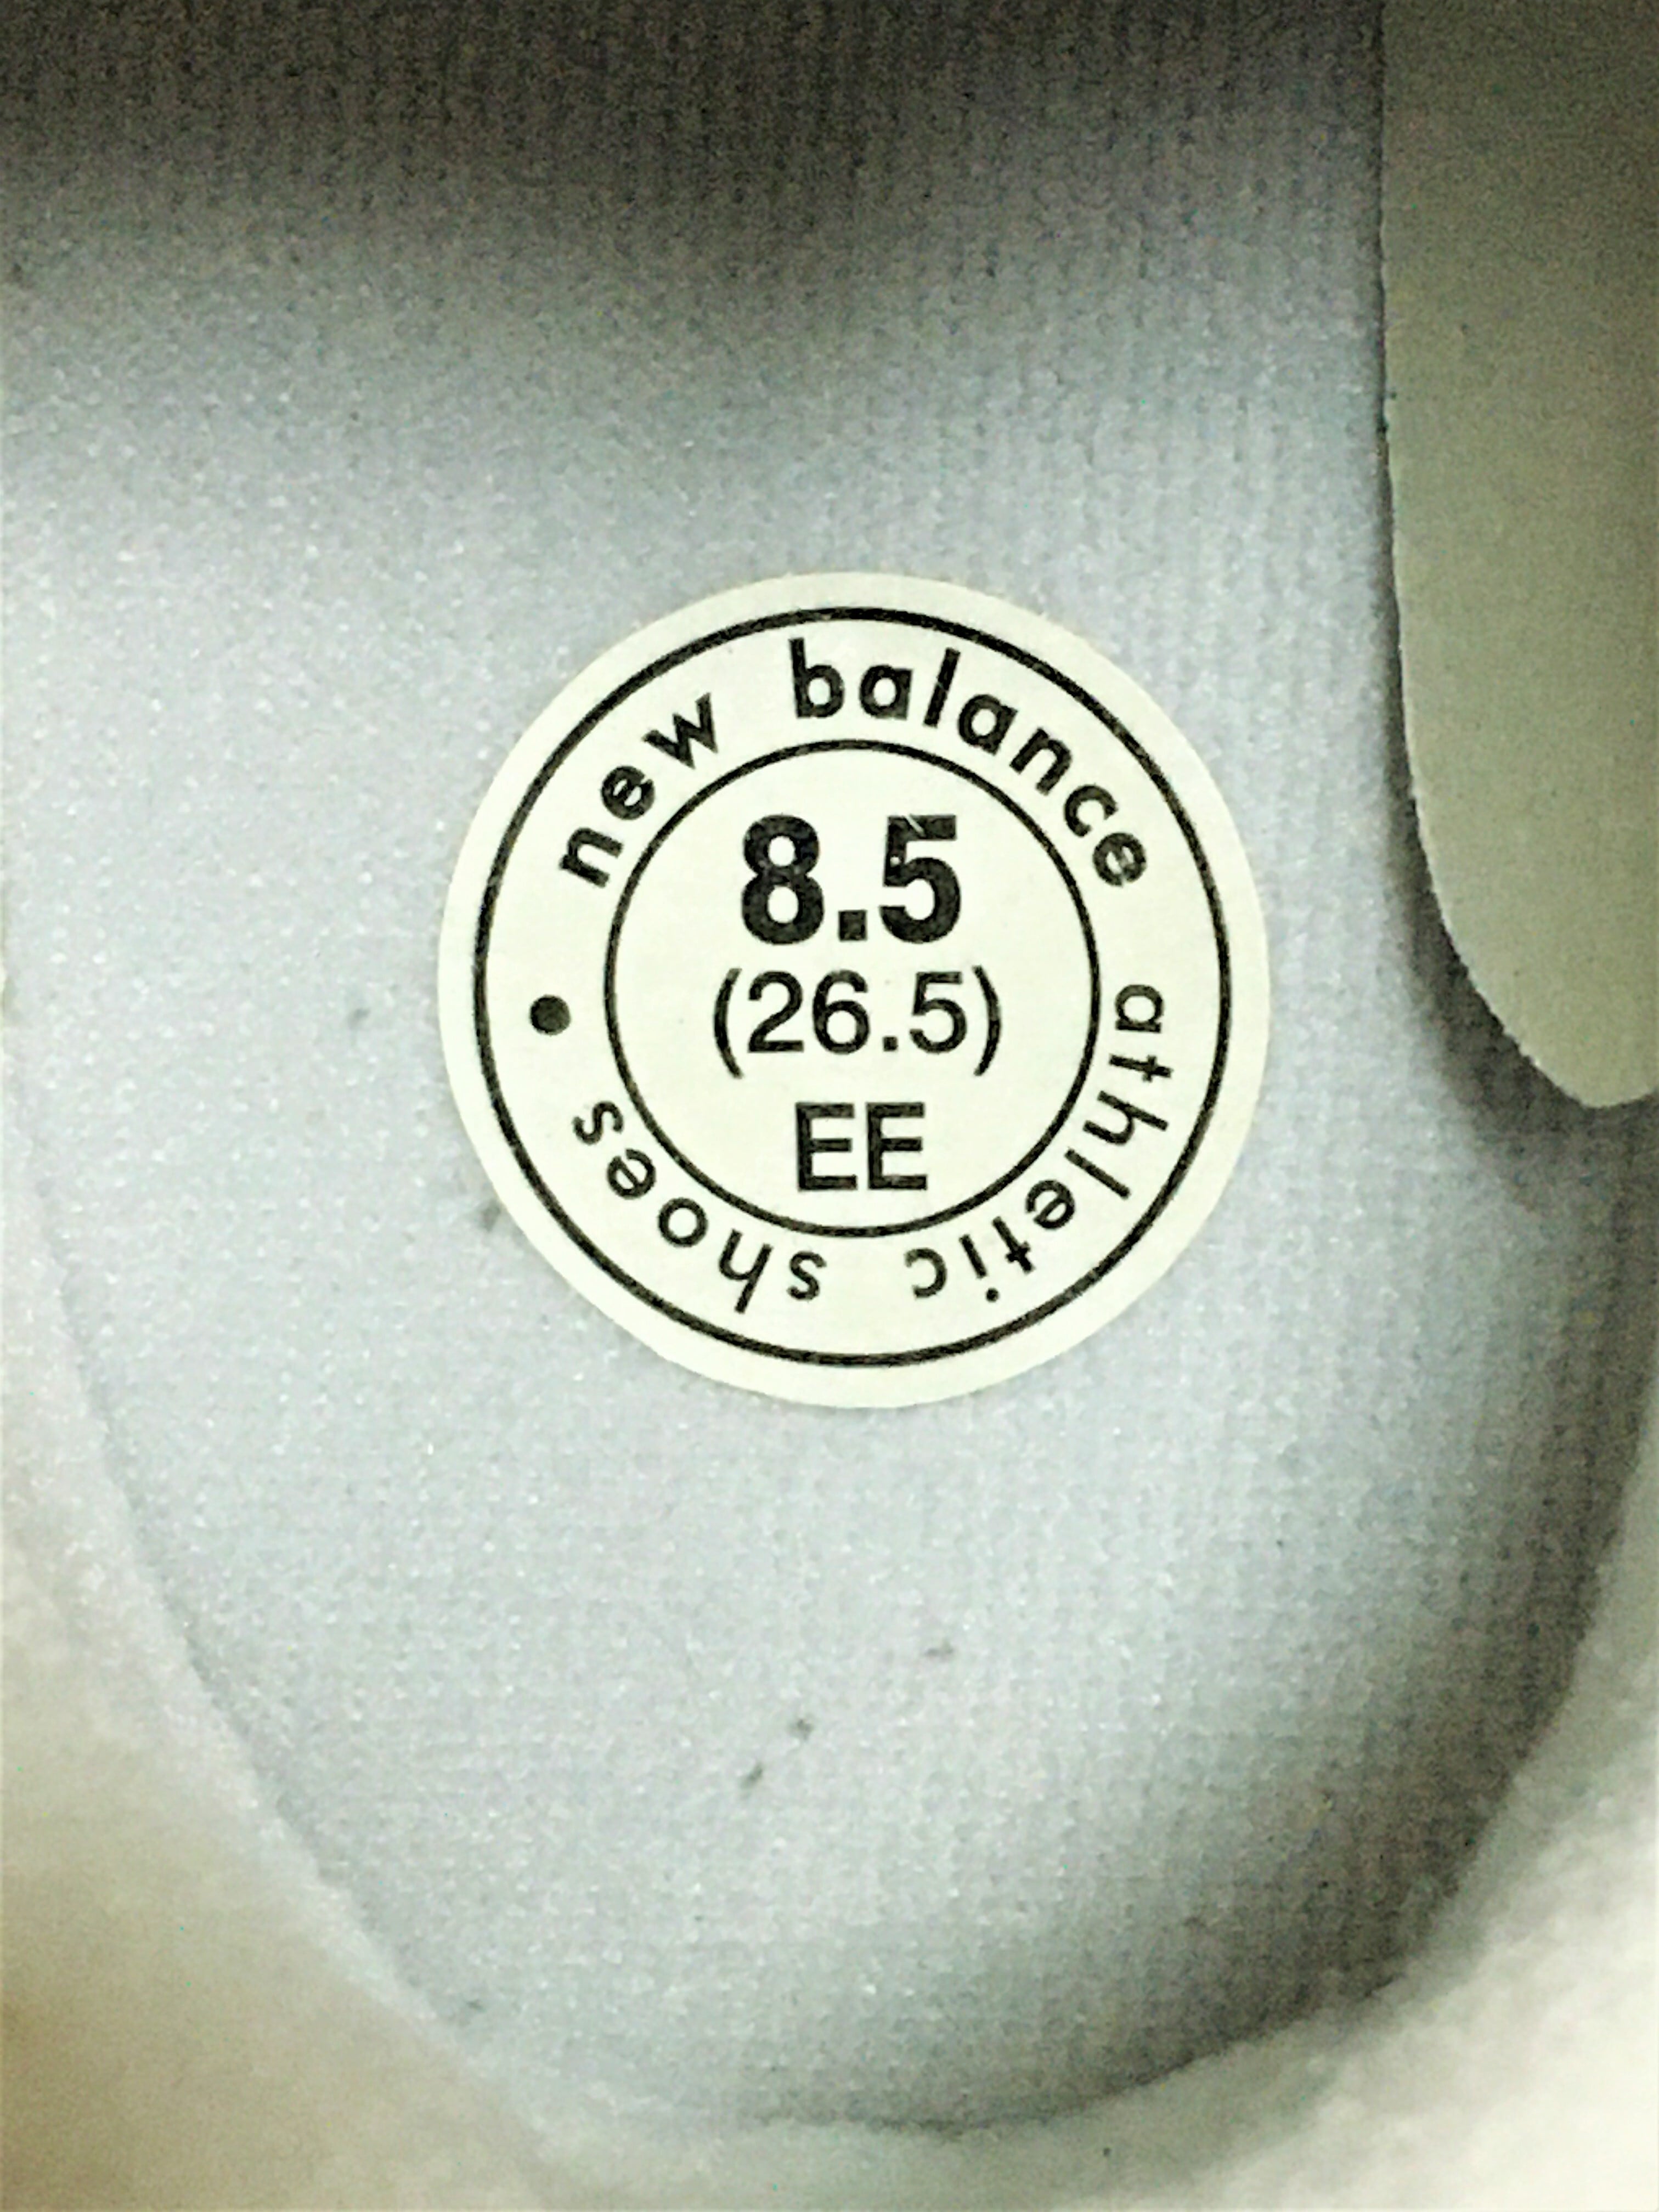 new balance athletic shoes •
8.5
(26.5)
EE